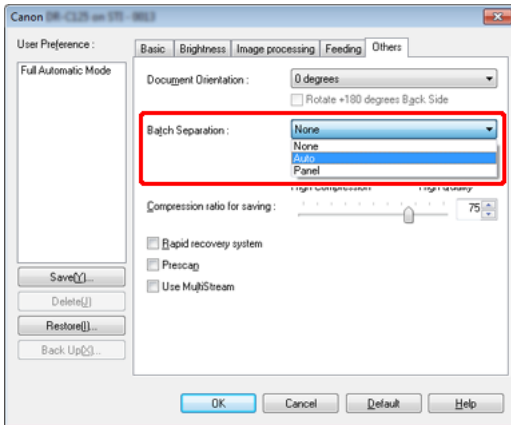 Canon
User Preference :
Full Automatic Mode
Save(Y)...
Delete(J)
Restore(I)...
Back Up(X)...
Basic Brightness Image processing Feeding Others
Document Orientation : 0 degrees
Rotate +180 degrees Back Side
Batch Separation : None
None
Auto
Panel
High Compression High Quality
Compression ratio for saving : 75
Rapid recovery system
Prescan
Use MultiStream
OK Cancel Default Help